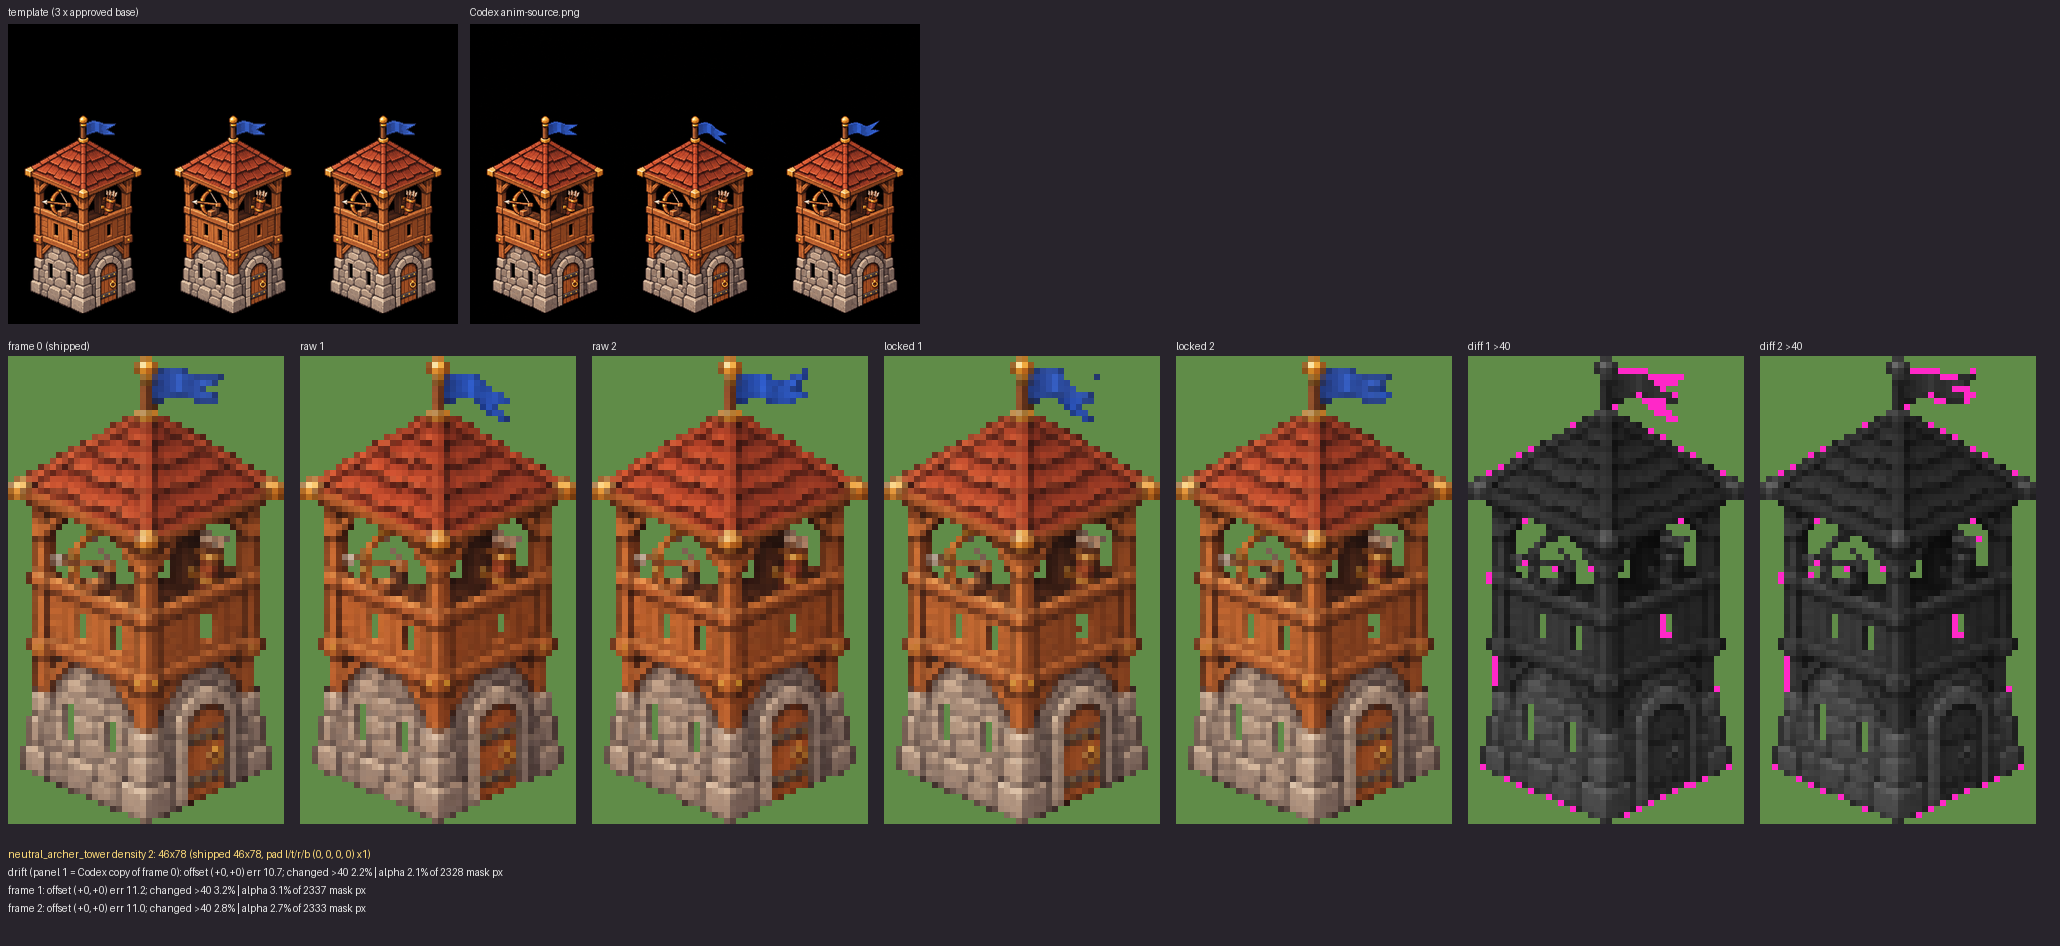 template (3 x approved base)
Codex anim-source.png
frame 0 (shipped)
raw 1
raw 2
locked 1
locked 2
diff 1 >40
diff 2 >40
neutral_archer_tower density 2: 46x78 (shipped 46x78, pad l/t/r/b (0, 0, 0, 0) x1)
drift (panel 1 = Codex copy of frame 0): offset (+0,+0) err 10.7; changed >40 2.2% | alpha 2.1% of 2328 mask px
frame 1: offset (+0,+0) err 11.2; changed >40 3.2% | alpha 3.1% of 2337 mask px
frame 2: offset (+0,+0) err 11.0; changed >40 2.8% | alpha 2.7% of 2333 mask px